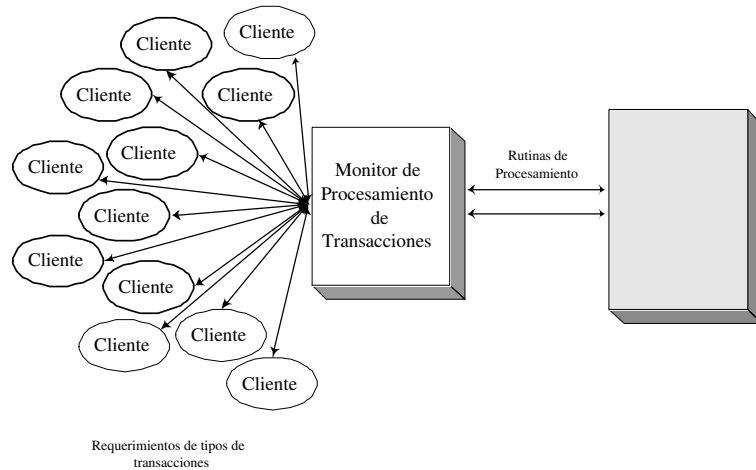 Cliente
Cliente
Cliente
Cliente
Cliente
Cliente
Cliente
Cliente
Cliente
Cliente
Cliente
Cliente
Monitor de
Procesamiento
de
Transacciones
Rutinas de
Procesamiento
Requerimientos de tipos de
transacciones